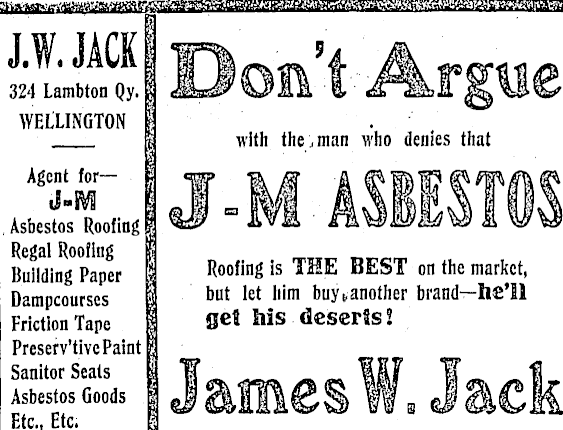 J.W. JACK
324 Lambton Qy.
WELLINGTON
Agent for—
J-M
Asbestos Roofing
Regal Roofing
Building Paper
Dampcourses
Friction Tape
Preserv'tive Paint
Sanitor Seats
Asbestos Goods
Etc., Etc.
Don't Argue
with the man who denies that
J-M ASBESTOS
Roofing is THE BEST on the market,
but let him buy another brand—he'll
get his deserts!
James W. Jack